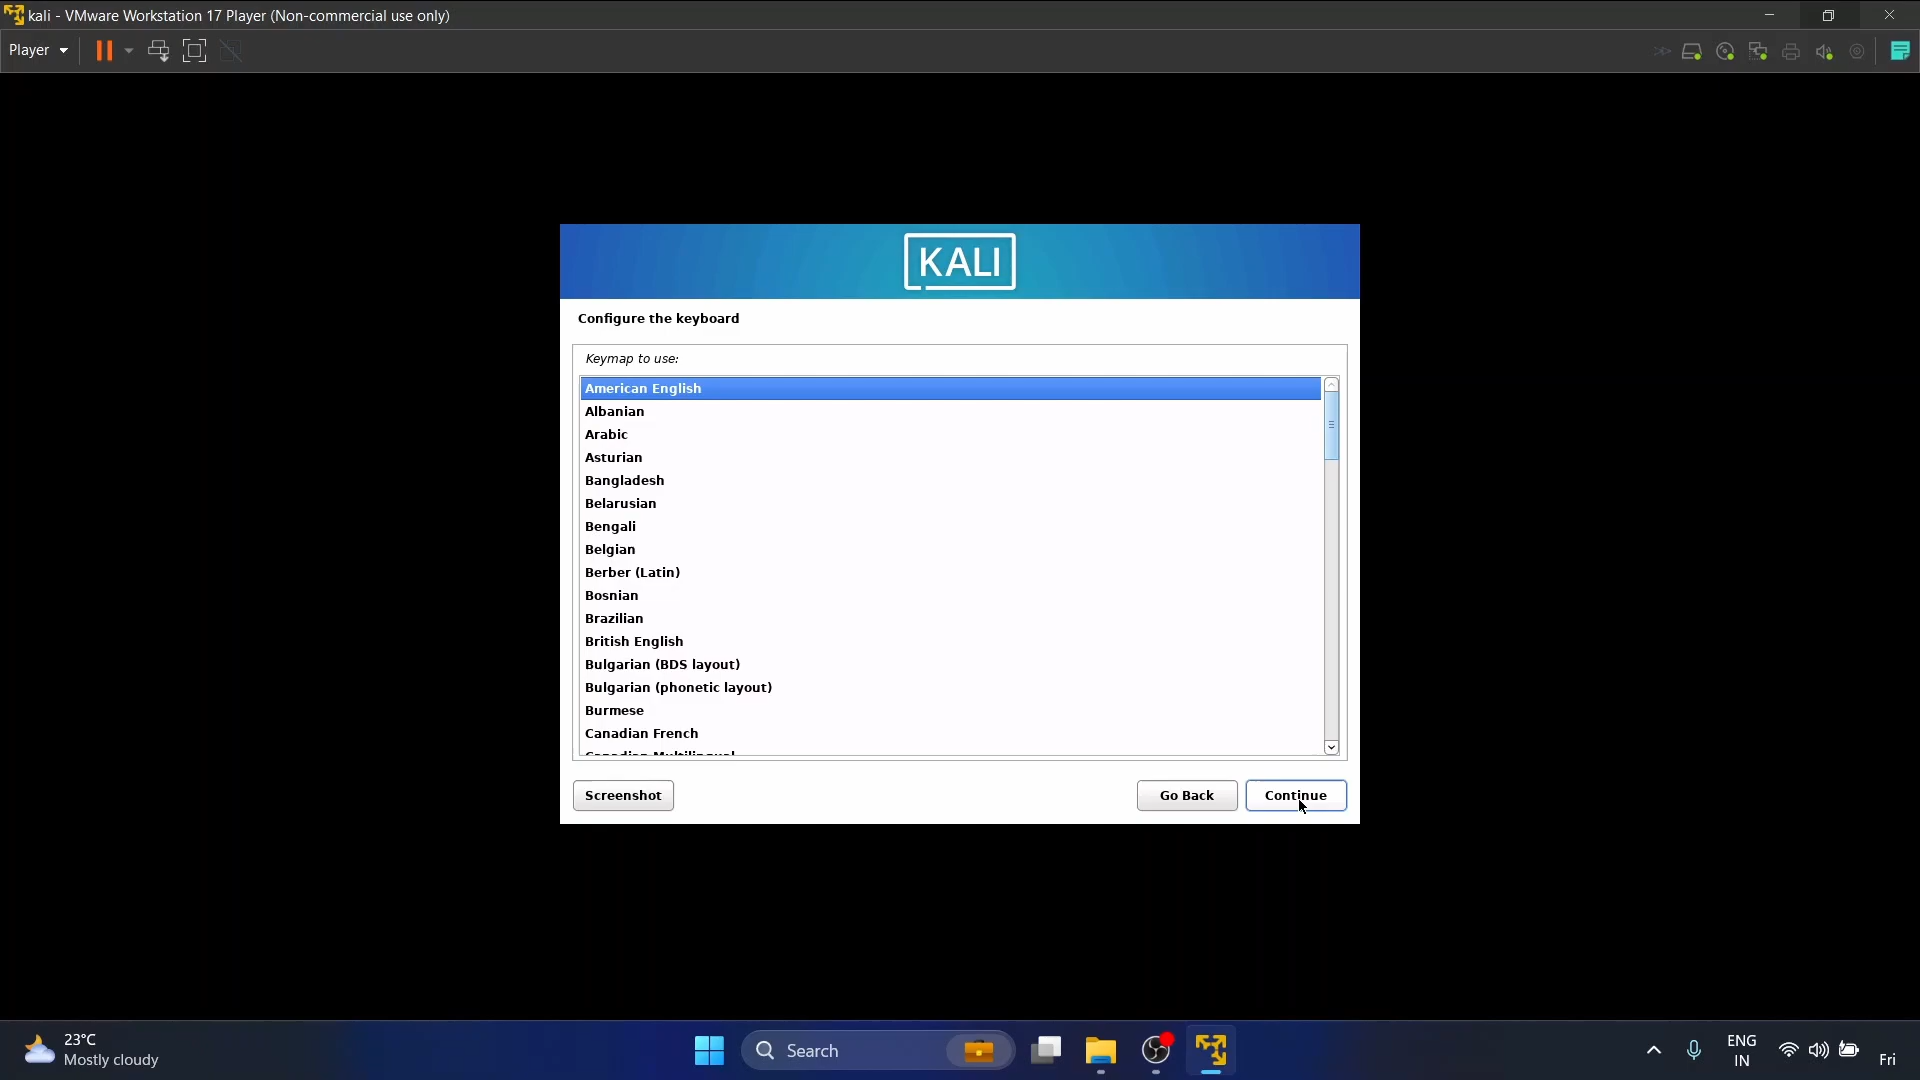 kali - VMware Workstation 17 Player (Non-commercial use only)
Player
KALI
Configure the keyboard
Keymap to use:
American English
Albanian
Arabic
Asturian
Bangladesh
Belarusian
Bengali
Belgian
Berber (Latin)
Bosnian
Brazilian
British English
Bulgarian (BDS layout)
Bulgarian (phonetic layout)
Burmese
Canadian French
Canadian Multilingual
Screenshot
Go Back
Continue
23°C
Mostly cloudy
Search
ENG
IN
Fri